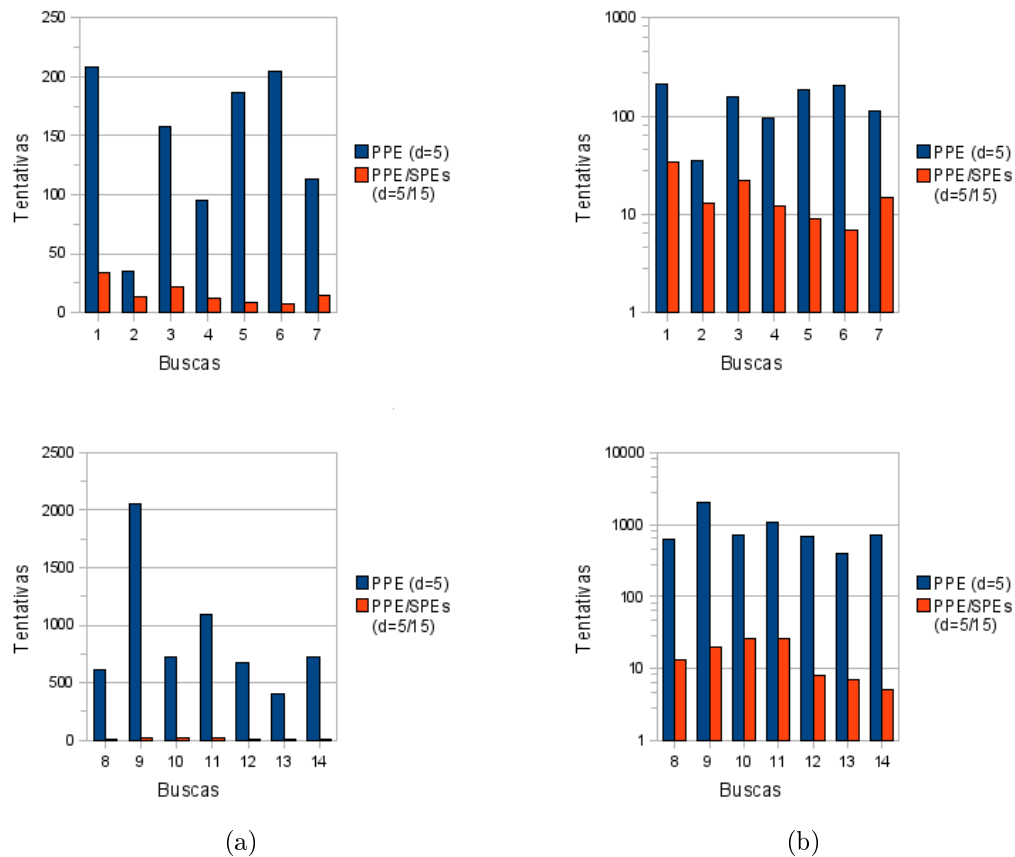 250
200
150
100
50
0
Tentativas
1 2 3 4 5 6 7
Buscas
PPE (d=5)
PPE/SPEs
(d=5/15)
1000
100
10
1
Tentativas
1 2 3 4 5 6 7
Buscas
PPE (d=5)
PPE/SPEs
(d=5/15)
2500
2000
1500
1000
500
0
Tentativas
8 9 10 11 12 13 14
Buscas
PPE (d=5)
PPE/SPEs
(d=5/15)
10000
1000
100
10
1
Tentativas
8 9 10 11 12 13 14
Buscas
PPE (d=5)
PPE/SPEs
(d=5/15)
(a)
(b)